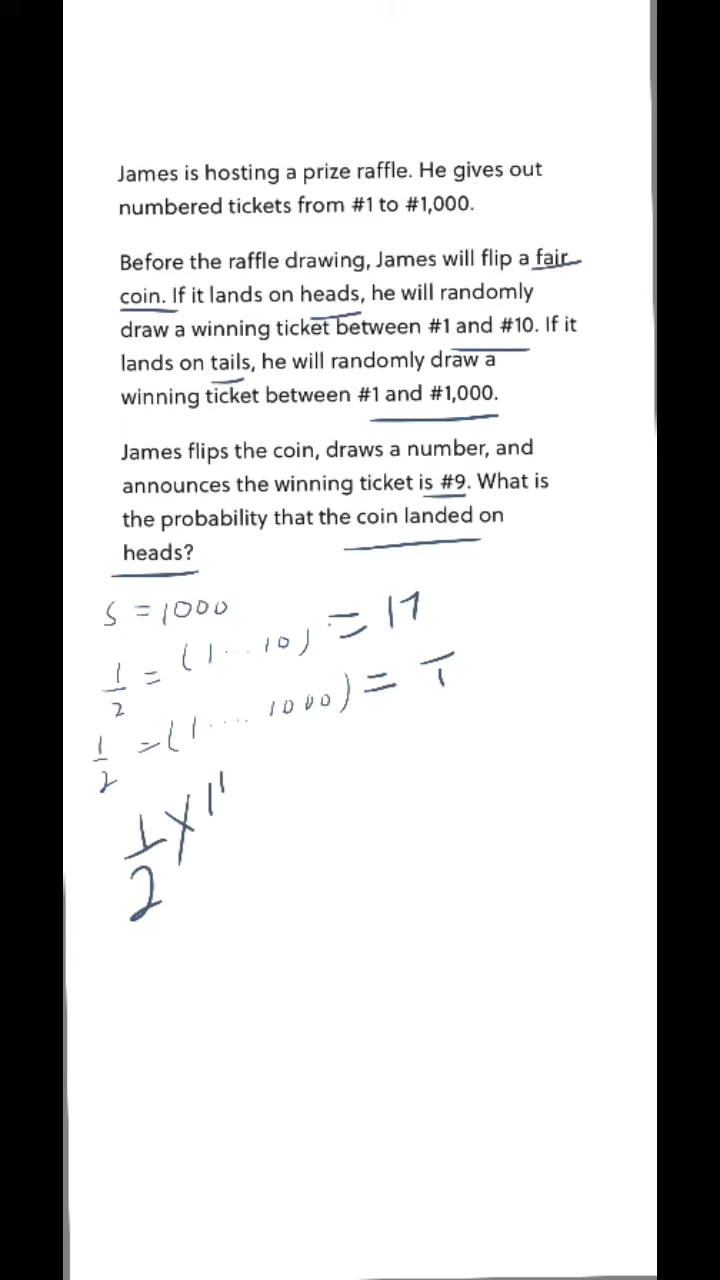 James is hosting a prize raffle. He gives out
numbered tickets from #1 to #1,000.
Before the raffle drawing, James will flip a fair
coin. If it lands on heads, he will randomly
draw a winning ticket between #1 and #10. If it
lands on tails, he will randomly draw a
winning ticket between #1 and #1,000.
James flips the coin, draws a number, and
announces the winning ticket is #9. What is
the probability that the coin landed on
heads?
S = 1000
1/2 = (1...10) = H
1/2 = (1.... 1000) = T
1/2 x